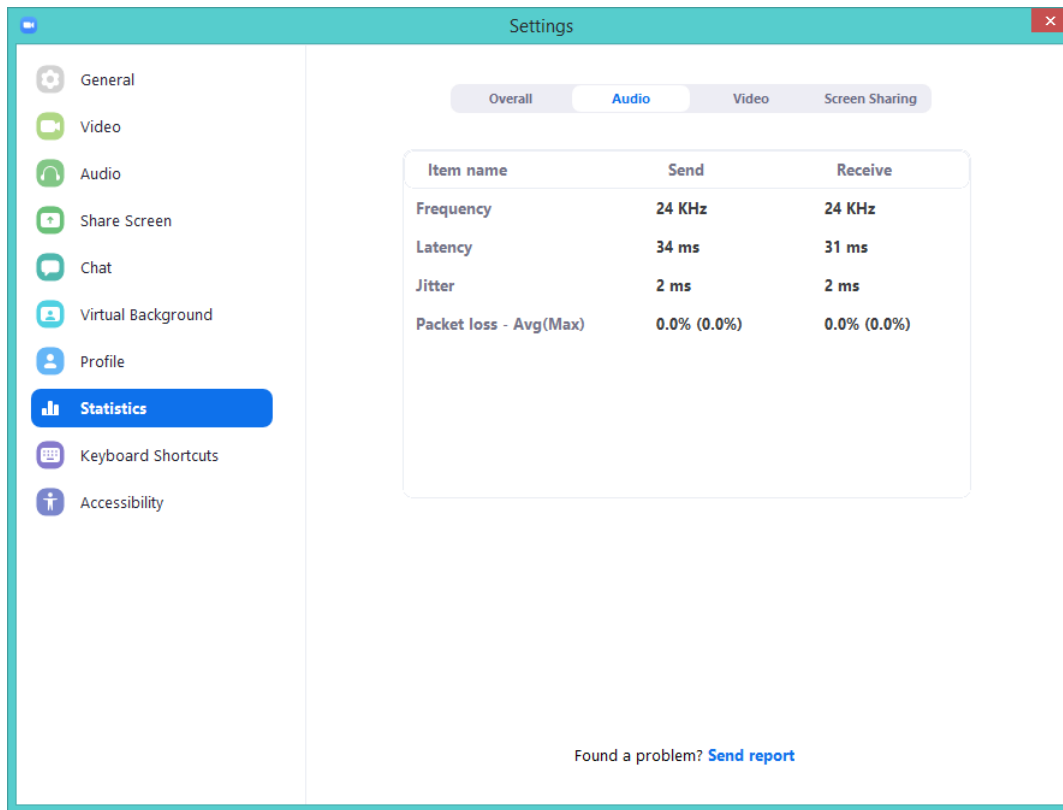 Settings
General
Video
Audio
Share Screen
Chat
Virtual Background
Profile
Statistics
Keyboard Shortcuts
Accessibility
Overall Audio Video Screen Sharing
Item name Send Receive
Frequency 24 KHz 24 KHz
Latency 34 ms 31 ms
Jitter 2 ms 2 ms
Packet loss - Avg(Max) 0.0% (0.0%) 0.0% (0.0%)
Found a problem? Send report